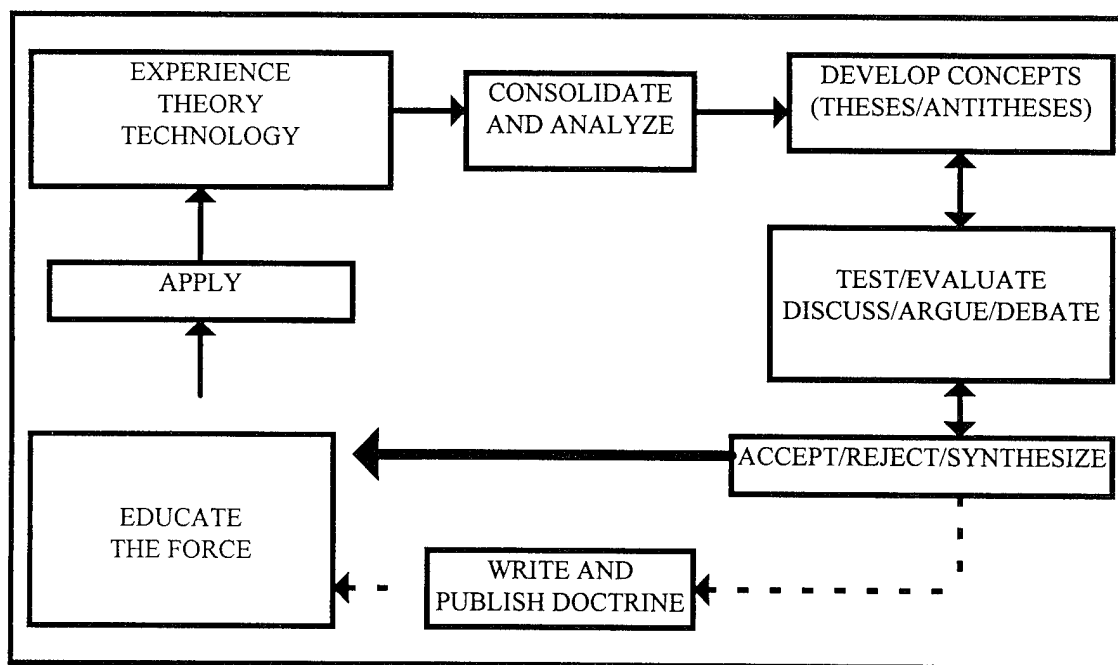 EXPERIENCE
THEORY
TECHNOLOGY
CONSOLIDATE
AND ANALYZE
DEVELOP CONCEPTS
(THESES/ANTITHESES)
TEST/EVALUATE
DISCUSS/ARGUE/DEBATE
ACCEPT/REJECT/SYNTHESIZE
WRITE AND
PUBLISH DOCTRINE
EDUCATE
THE FORCE
APPLY